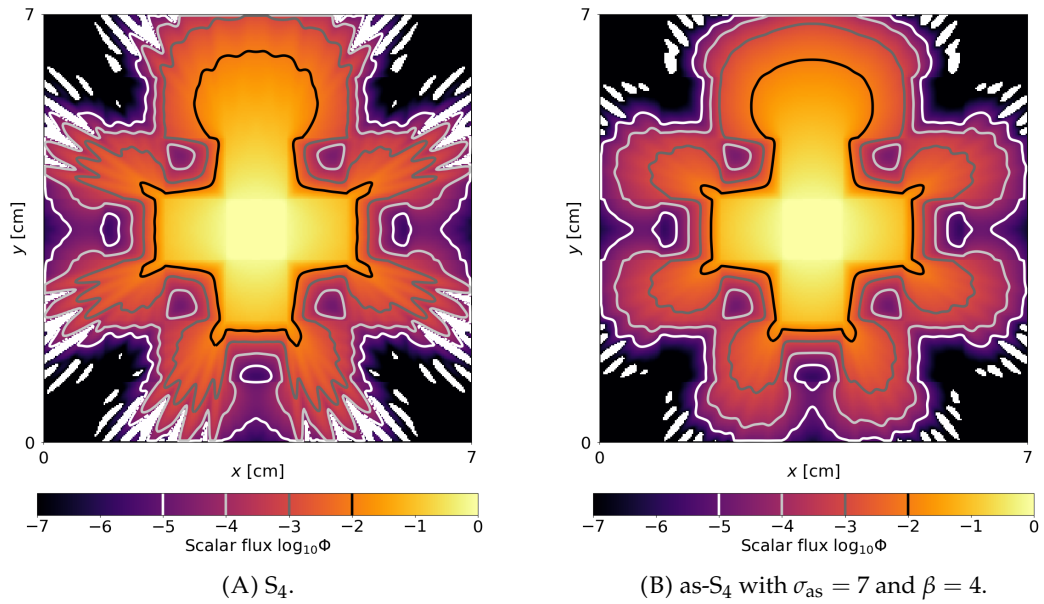 7
y [cm]
0
0
x [cm]
7
−7 −6 −5 −4 −3 −2 −1 0
Scalar flux log₁₀Φ
(A) S₄.
7
y [cm]
0
0
x [cm]
7
−7 −6 −5 −4 −3 −2 −1 0
Scalar flux log₁₀Φ
(B) as-S₄ with σ_as = 7 and β = 4.